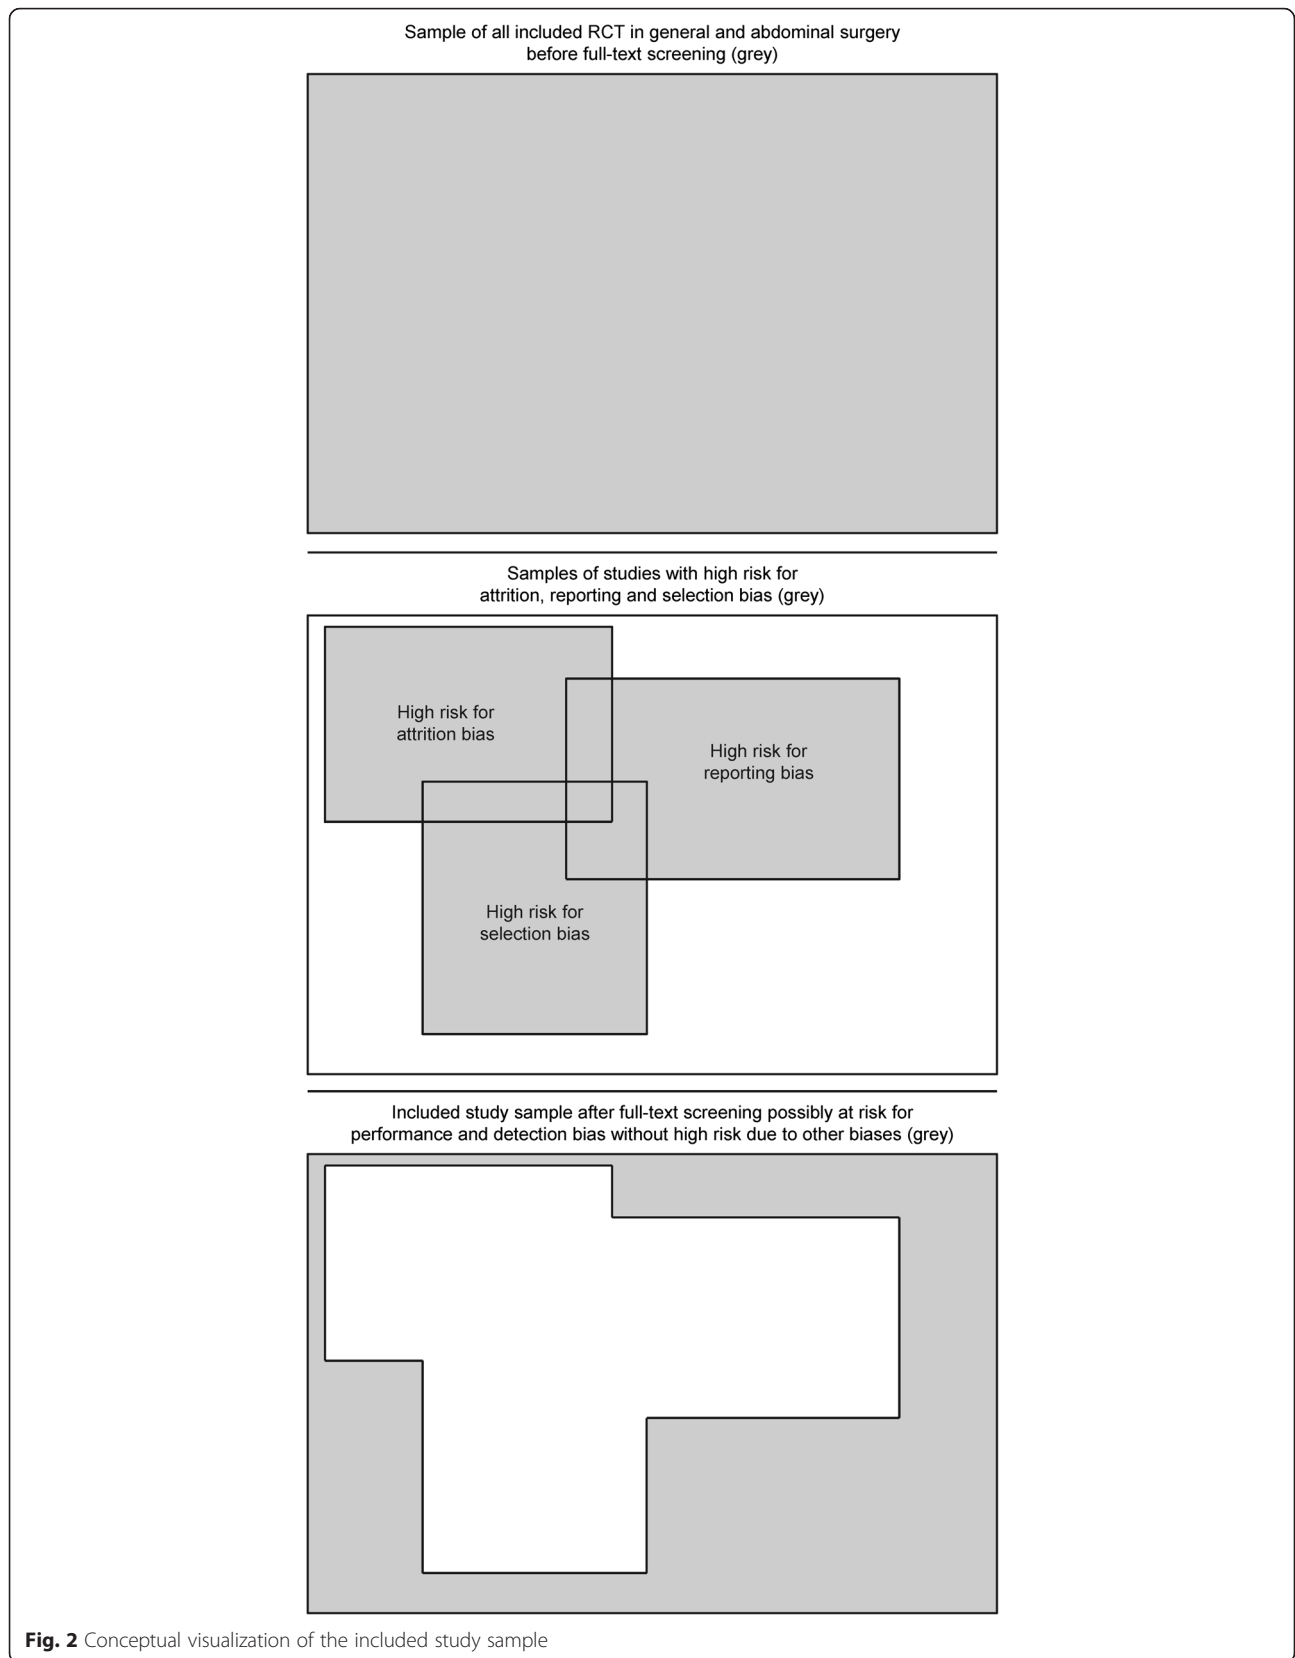 Sample of all included RCT in general and abdominal surgery
before full-text screening (grey)
Samples of studies with high risk for
attrition, reporting and selection bias (grey)
High risk for
attrition bias
High risk for
reporting bias
High risk for
selection bias
Included study sample after full-text screening possibly at risk for
performance and detection bias without high risk due to other biases (grey)
Fig. 2 Conceptual visualization of the included study sample